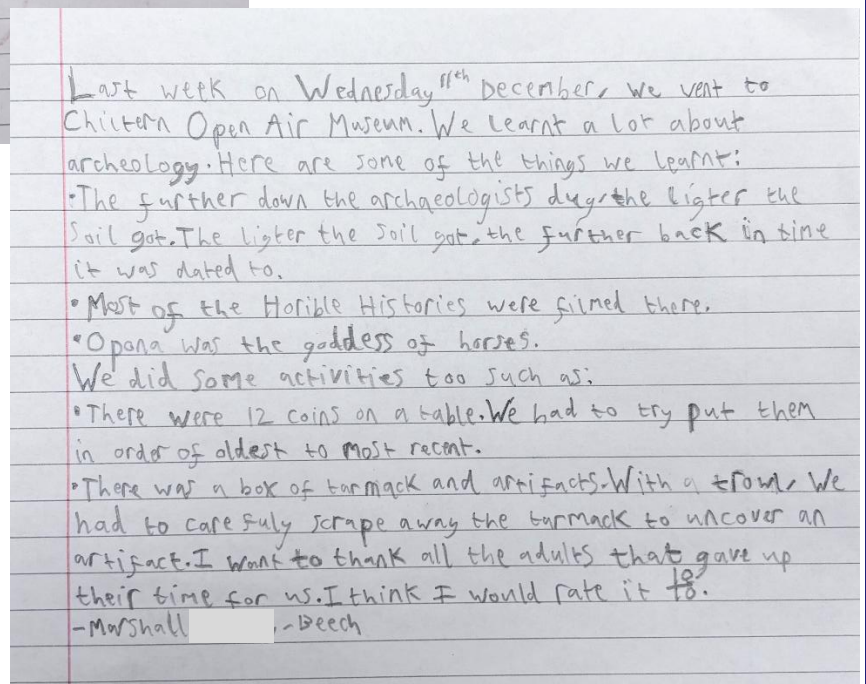 Last week on Wednesday 11th December, we went to
Chiltern Open Air Museum. We learnt a lot about
archeology. Here are some of the things we learnt:
• The further down the archaeologists dug, the ligter the
Soil got. The ligter the soil got, the further back in time
it was dated to.
• Most of the Horible Histories were filmed there.
• Opona was the goddess of horses.
We did some activities too such as:
• There were 12 coins on a table. We had to try put them
in order of oldest to most recent.
• There was a box of tarmack and artifacts. With a trowl, we
had to carefuly scrape away the tarmack to uncover an
artifact. I want to thank all the adults that gave up
their time for us. I think I would rate it 10/10.
-Marshall , -Beech